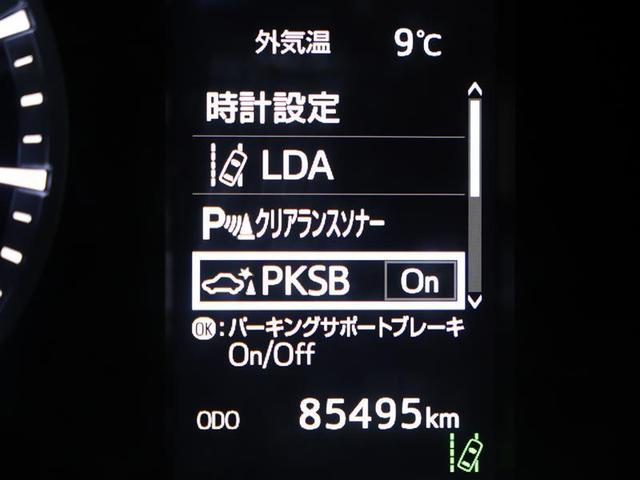 外気温 9℃
時計設定
LDA
Pクリアランスソナー
PKSB On
OK:パーキングサポートブレーキ
On/Off
ODO 85495km